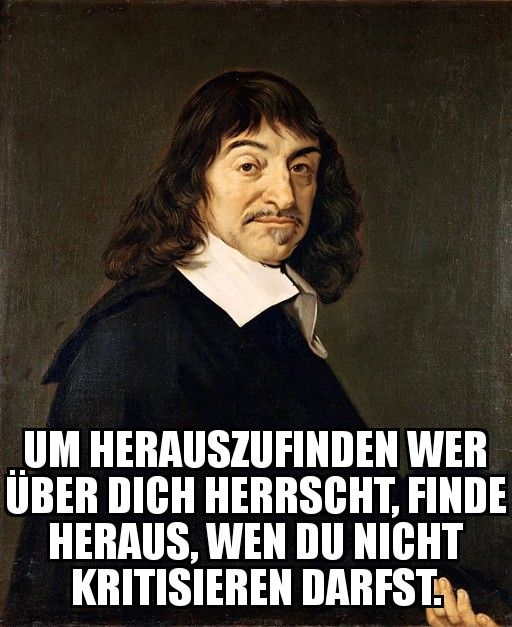 UM HERAUSZUFINDEN WER
ÜBER DICH HERRSCHT, FINDE
HERAUS, WEN DU NICHT
KRITISIEREN DARFST.